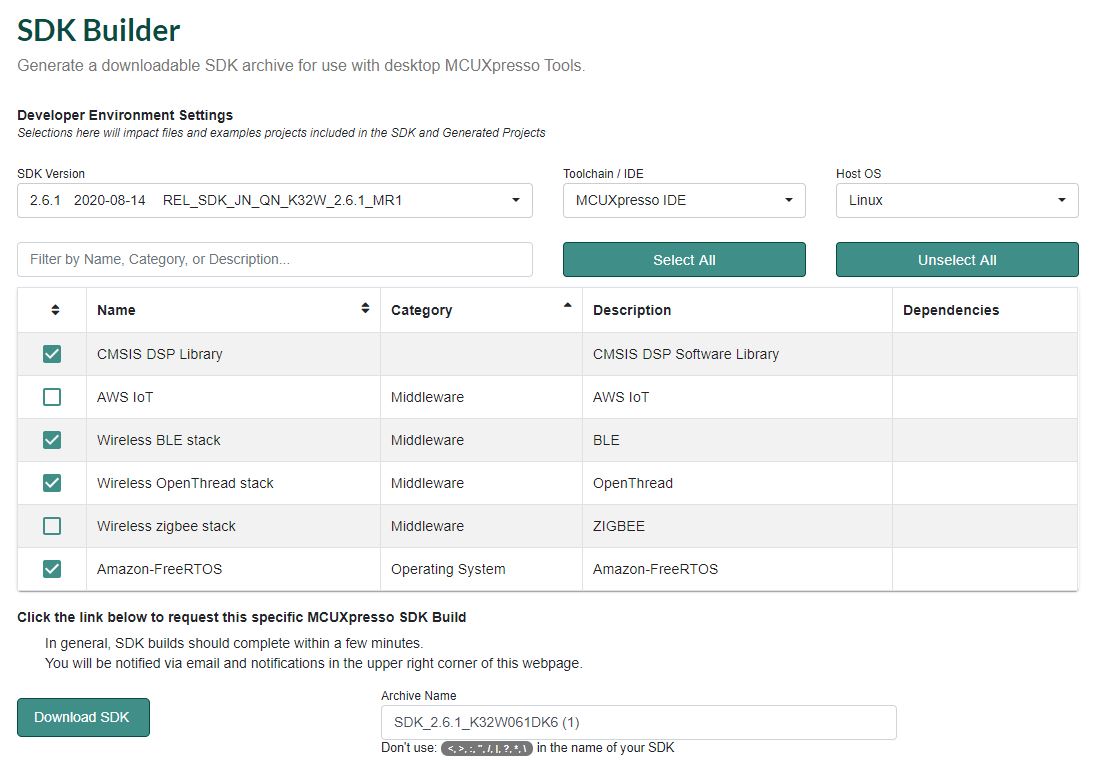 SDK Builder
Generate a downloadable SDK archive for use with desktop MCUXpresso Tools.
Developer Environment Settings
Selections here will impact files and examples projects included in the SDK and Generated Projects
SDK Version Toolchain / IDE Host OS
2.6.1 2020-08-14 REL_SDK_JN_QN_K32W_2.6.1_MR1 MCUXpresso IDE Linux
Filter by Name, Category, or Description... Select All Unselect All
Name Category Description Dependencies
CMSIS DSP Library CMSIS DSP Software Library
AWS IoT Middleware AWS IoT
Wireless BLE stack Middleware BLE
Wireless OpenThread stack Middleware OpenThread
Wireless zigbee stack Middleware ZIGBEE
Amazon-FreeRTOS Operating System Amazon-FreeRTOS
Click the link below to request this specific MCUXpresso SDK Build
In general, SDK builds should complete within a few minutes.
You will be notified via email and notifications in the upper right corner of this webpage.
Archive Name
Download SDK SDK_2.6.1_K32W061DK6 (1)
Don't use: <, >, :, ", /, |, ?, *, \ in the name of your SDK